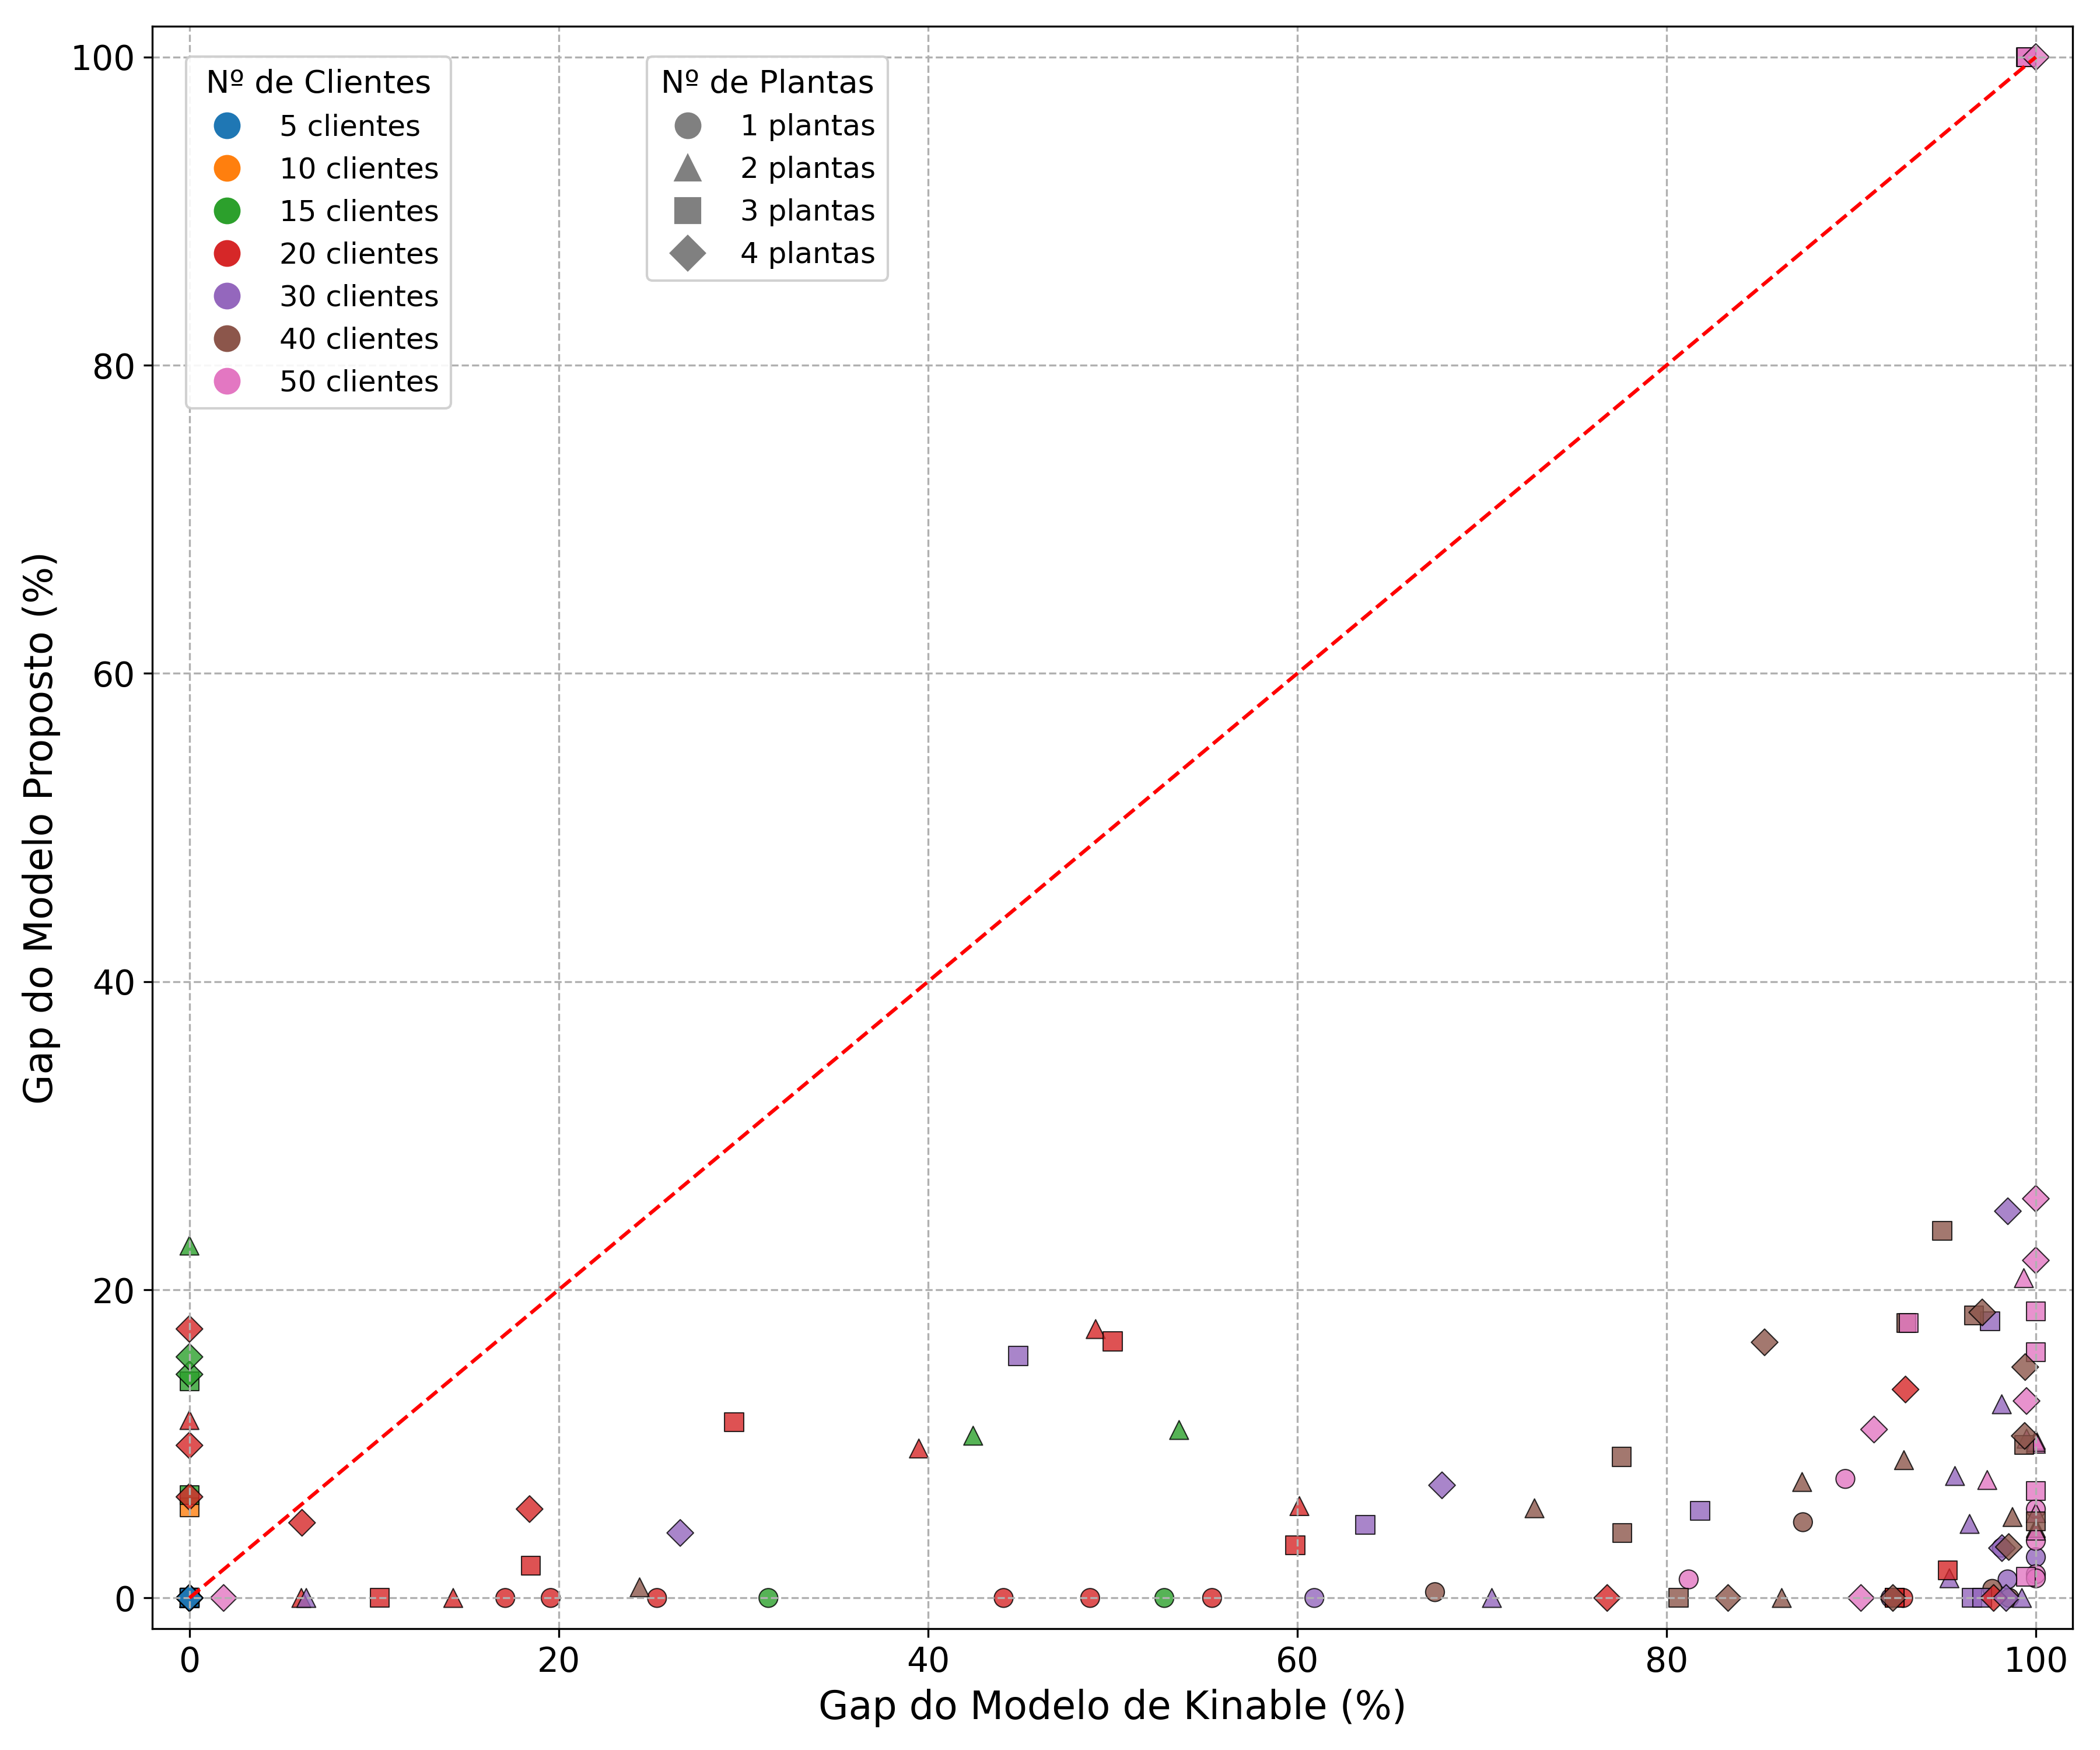 Nº de Clientes
5 clientes
10 clientes
15 clientes
20 clientes
30 clientes
40 clientes
50 clientes
Nº de Plantas
1 plantas
2 plantas
3 plantas
4 plantas
Gap do Modelo Proposto (%)
100
80
60
40
20
0
0 20 40 60 80 100
Gap do Modelo de Kinable (%)